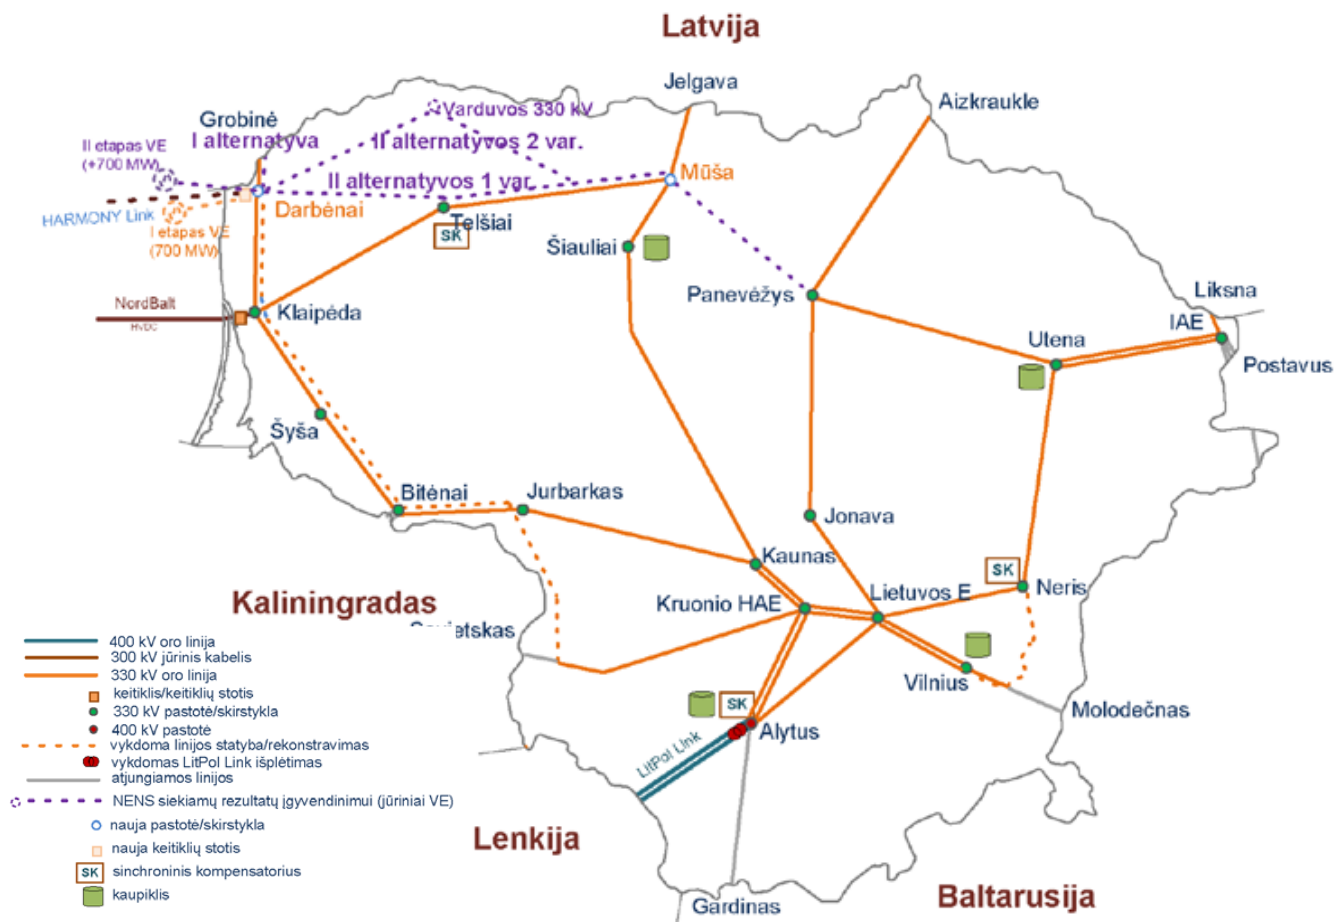 Latvija
Jelgava
Aizkraukle
Grobinė
Varduvos 330 kV
I alternatyva
II alternatyvos 2 var.
II etapas VE
(+700 MW)
II alternatyvos 1 var.
Mūša
HARMONY Link
Darbėnai
Telšiai
SK
I etapas VE
(700 MW)
Šiauliai
Panevėžys
Liksna
IAE
NordBalt
HVDC
Klaipėda
Utena
Postavus
Šyša
Bitėnai
Jurbarkas
Jonava
Kaunas
SK
Neris
Kaliningradas
Kruonio HAE
Lietuvos E
Vilnius
Molodečnas
SK
Alytus
LitPol Link
400 kV oro linija
300 kV jūrinis kabelis
330 kV oro linija
keitiklis/keitiklių stotis
330 kV pastotė/skirstykla
400 kV pastotė
vykdoma linijos statyba/rekonstravimas
vykdomas LitPol Link išplėtimas
atjungiamos linijos
NENS siekiamų rezultatų įgyvendinimui (jūriniai VE)
nauja pastotė/skirstykla
nauja keitiklių stotis
SK sinchroninis kompensatorius
kaupiklis
Lenkija
Gardinas
Baltarusija